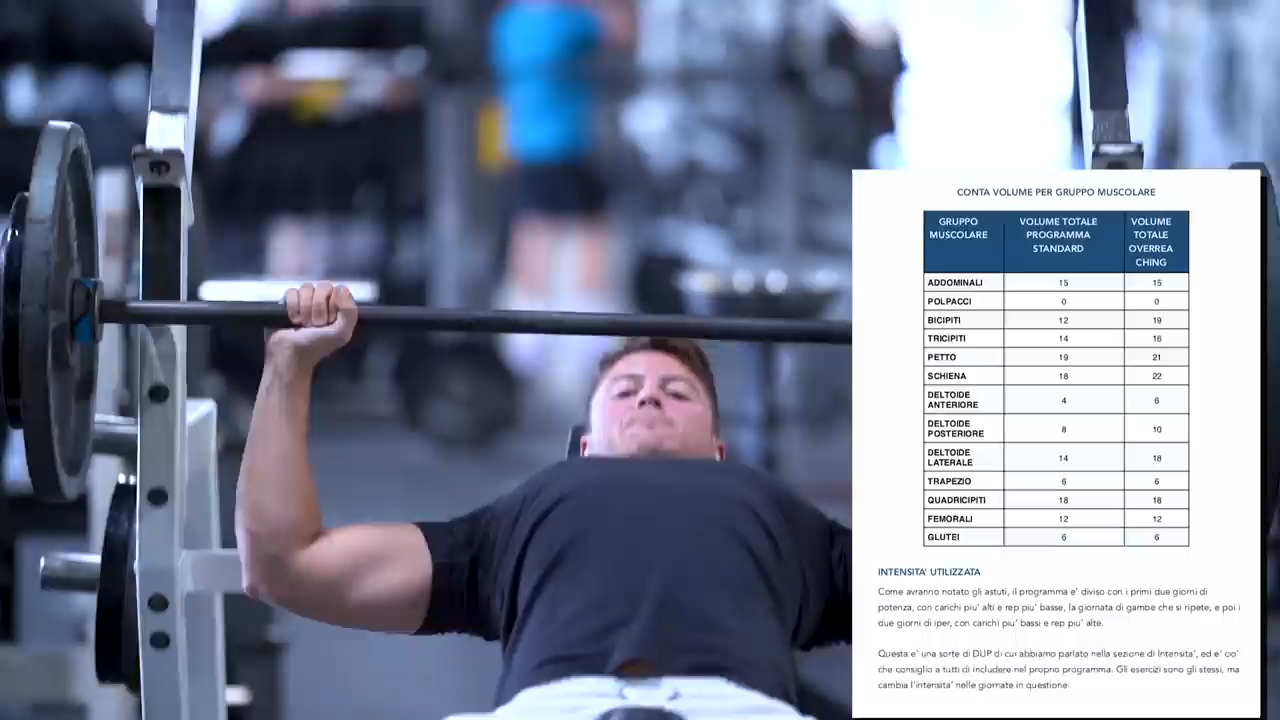 CONTA VOLUME PER GRUPPO MUSCOLARE
GRUPPO MUSCOLARE VOLUME TOTALE PROGRAMMA STANDARD VOLUME TOTALE OVERREA CHING
ADDOMINALI 15 15
POLPACCI 0 0
BICIPITI 12 19
TRICIPITI 14 16
PETTO 19 21
SCHIENA 18 22
DELTOIDE ANTERIORE 4 6
DELTOIDE POSTERIORE 8 10
DELTOIDE LATERALE 14 18
TRAPEZIO 6 6
QUADRICIPITI 18 18
FEMORALI 12 12
GLUTEI 6 6
INTENSITA' UTILIZZATA
Come avranno notato gli astuti, il programma e' diviso con i primi due giorni di
potenza, con carichi piu' alti e rep piu' basse, la giornata di gambe che si ripete, e poi i
due giorni di iper, con carichi piu' bassi e rep piu' alte.
Questa e' una sorte di DUP di cui abbiamo parlato nella sezione di Intensita', ed e' cio'
che consiglio a tutti di includere nel proprio programma. Gli esercizi sono gli stessi, ma
cambia l'intensita' nelle giornate in questione.